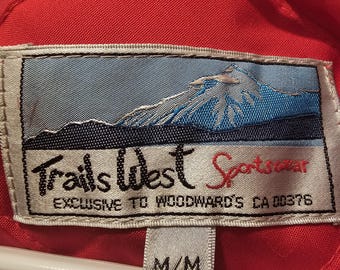 Trails West Sportswear
EXCLUSIVE TO WOODWARD'S CA 00376
M/M